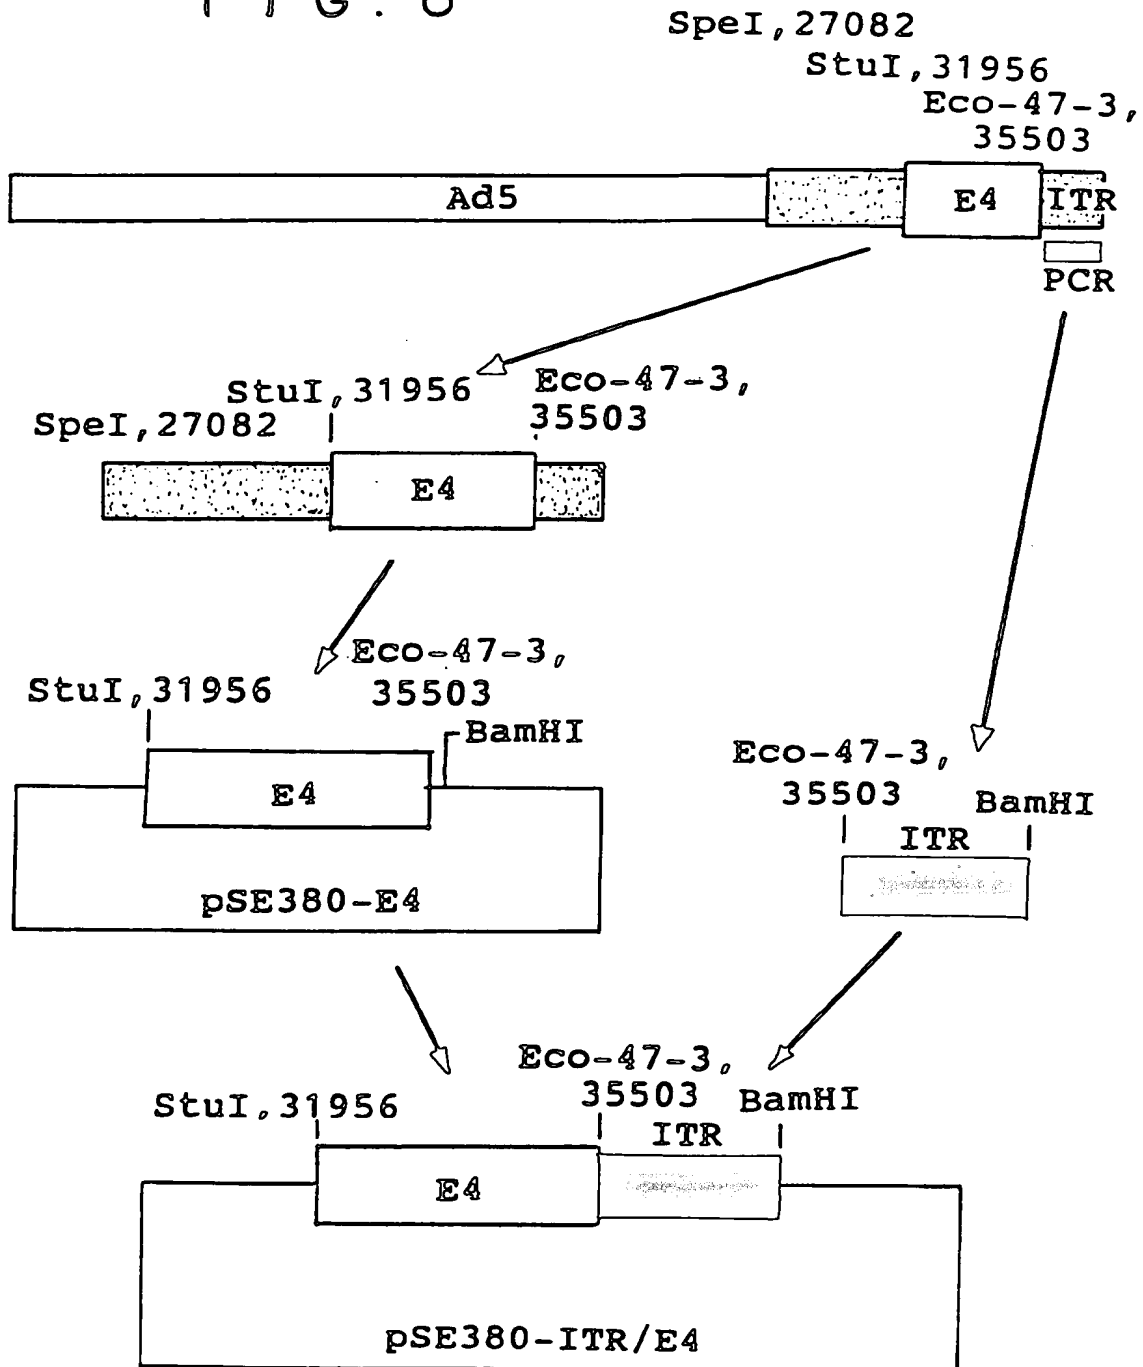 SpeI,27082
StuI,31956
Eco-47-3,
35503
Ad5
E4
ITR
PCR
StuI,31956
Eco-47-3,
35503
SpeI,27082
E4
Eco-47-3,
35503
StuI,31956
BamHI
E4
pSE380-E4
Eco-47-3,
35503
BamHI
ITR
Eco-47-3,
35503
BamHI
StuI,31956
ITR
E4
pSE380-ITR/E4